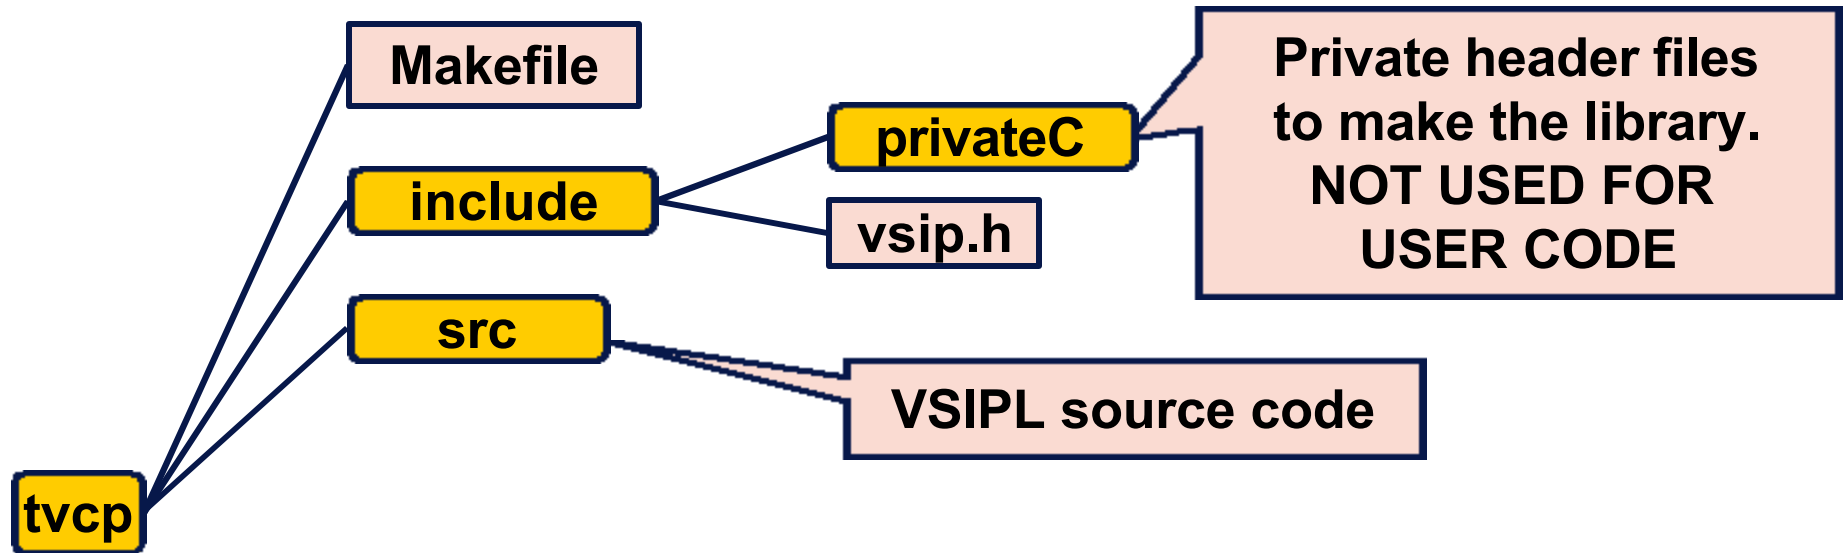 Makefile
include
src
tvcp
privateC
vsip.h
Private header files
to make the library.
NOT USED FOR
USER CODE
VSIPL source code